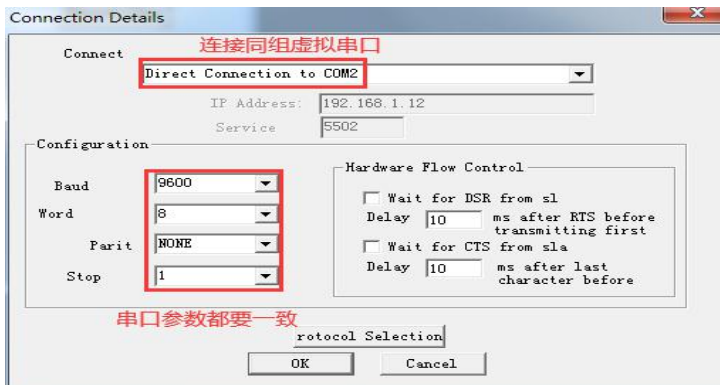 Connection Details
连接同组虚拟串口
Connect
Direct Connection to COM2
IP Address: 192.168.1.12
Service 5502
Configuration
Baud 9600
Word 8
Parit NONE
Stop 1
Hardware Flow Control
Wait for DSR from sl
Delay 10 ms after RTS before
transmitting first
Wait for CTS from sla
Delay 10 ms after last
character before
串口参数都要一致
rotocol Selection
OK Cancel